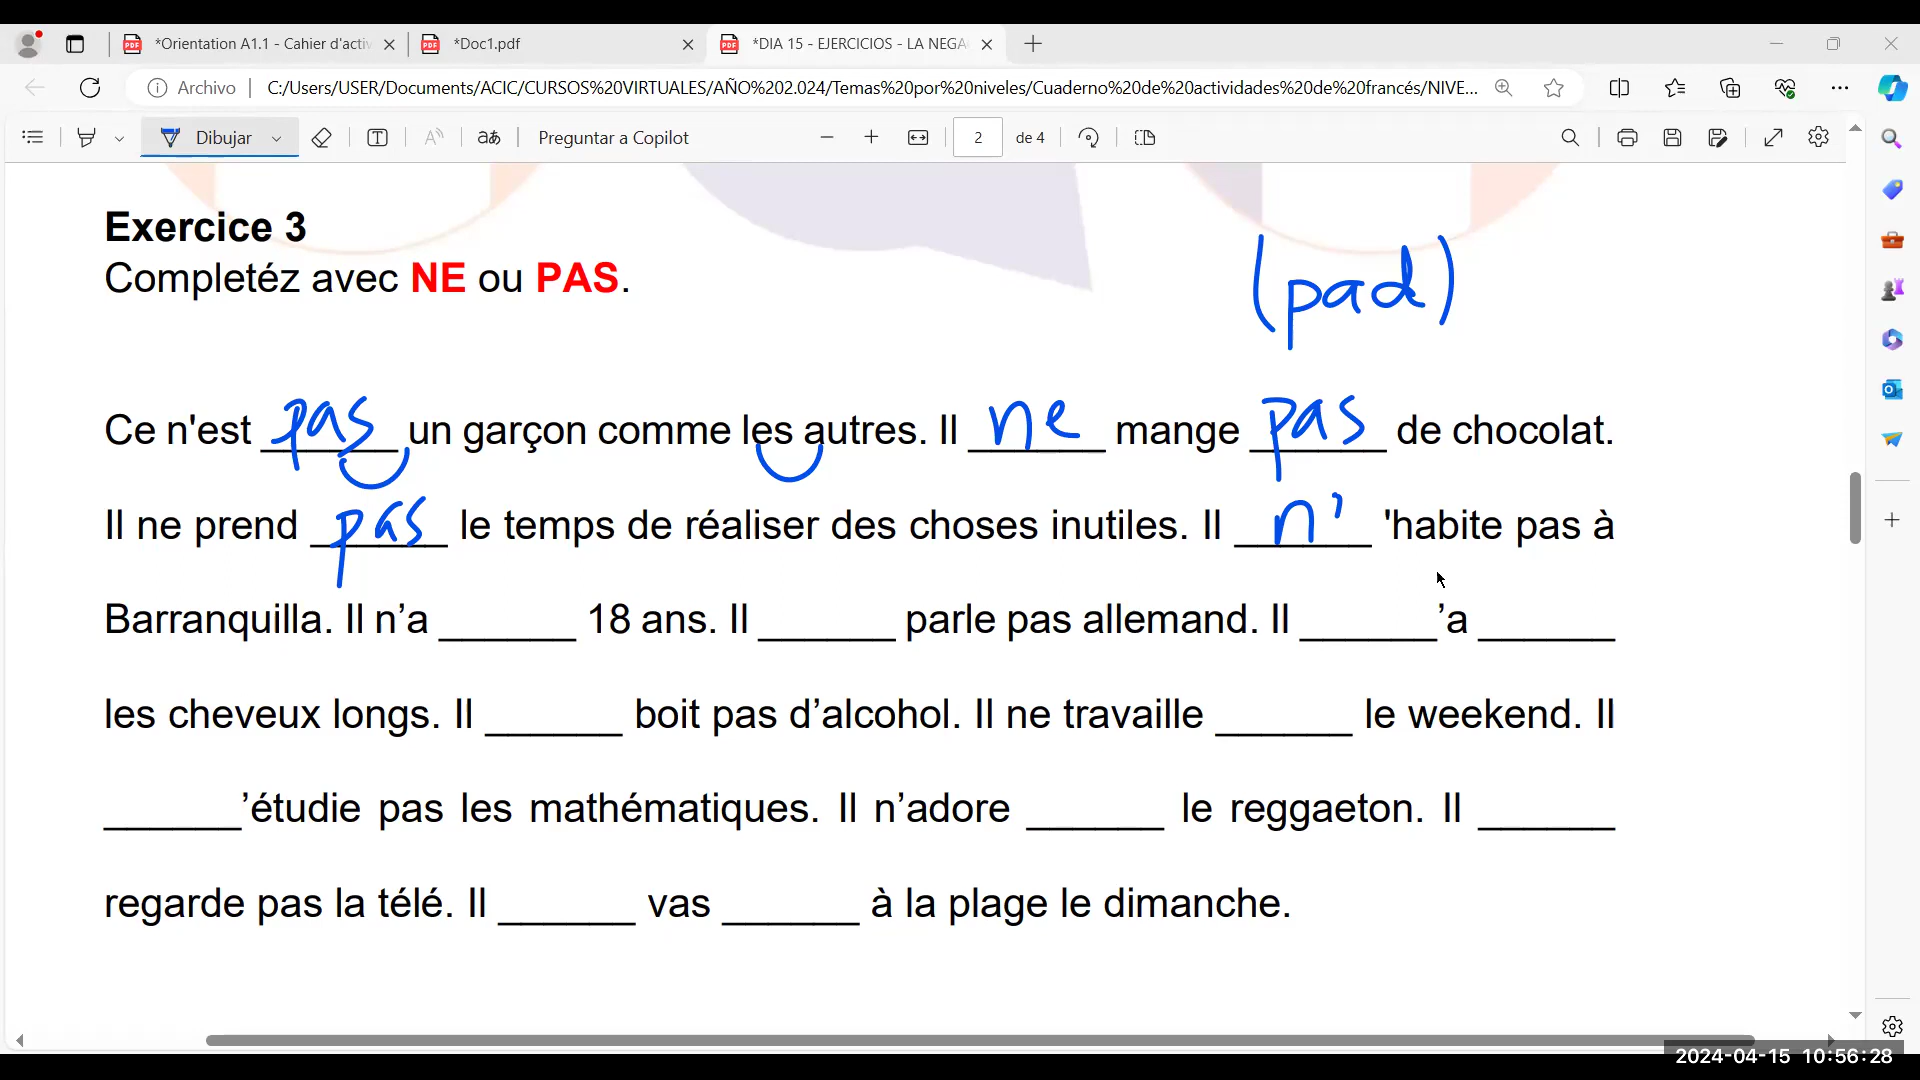 *Orientation A1.1 - Cahier d'activ
*Doc1.pdf
*DIA 15 - EJERCICIOS - LA NEGA
Archivo C:/Users/USER/Documents/ACIC/CURSOS%20VIRTUALES/AÑO%202.024/Temas%20por%20niveles/Cuaderno%20de%20actividades%20de%20francés/NIVE...
Dibujar Preguntar a Copilot 2 de 4
Exercice 3
Completéz avec NE ou PAS.
(pad)
Ce n'est pas un garçon comme les autres. Il ne mange pas de chocolat.
Il ne prend pas le temps de réaliser des choses inutiles. Il n' 'habite pas à
Barranquilla. Il n’a ______ 18 ans. Il ______ parle pas allemand. Il ______’a ______
les cheveux longs. Il ______ boit pas d’alcohol. Il ne travaille ______ le weekend. Il
______’étudie pas les mathématiques. Il n’adore ______ le reggaeton. Il ______
regarde pas la télé. Il ______ vas ______ à la plage le dimanche.
2024-04-15 10:56:28